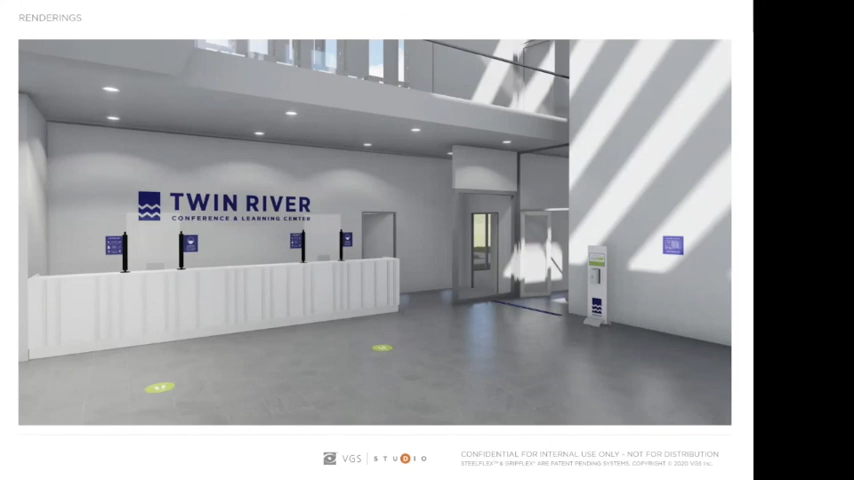 RENDERINGS
TWIN RIVER
CONFERENCE & LEARNING CENTER
VGS | STUDIO
CONFIDENTIAL FOR INTERNAL USE ONLY - NOT FOR DISTRIBUTION
STEELFLEX™ & GRIPFLEX® ARE PATENT PENDING SYSTEMS. COPYRIGHT © 2020 VGS Inc.